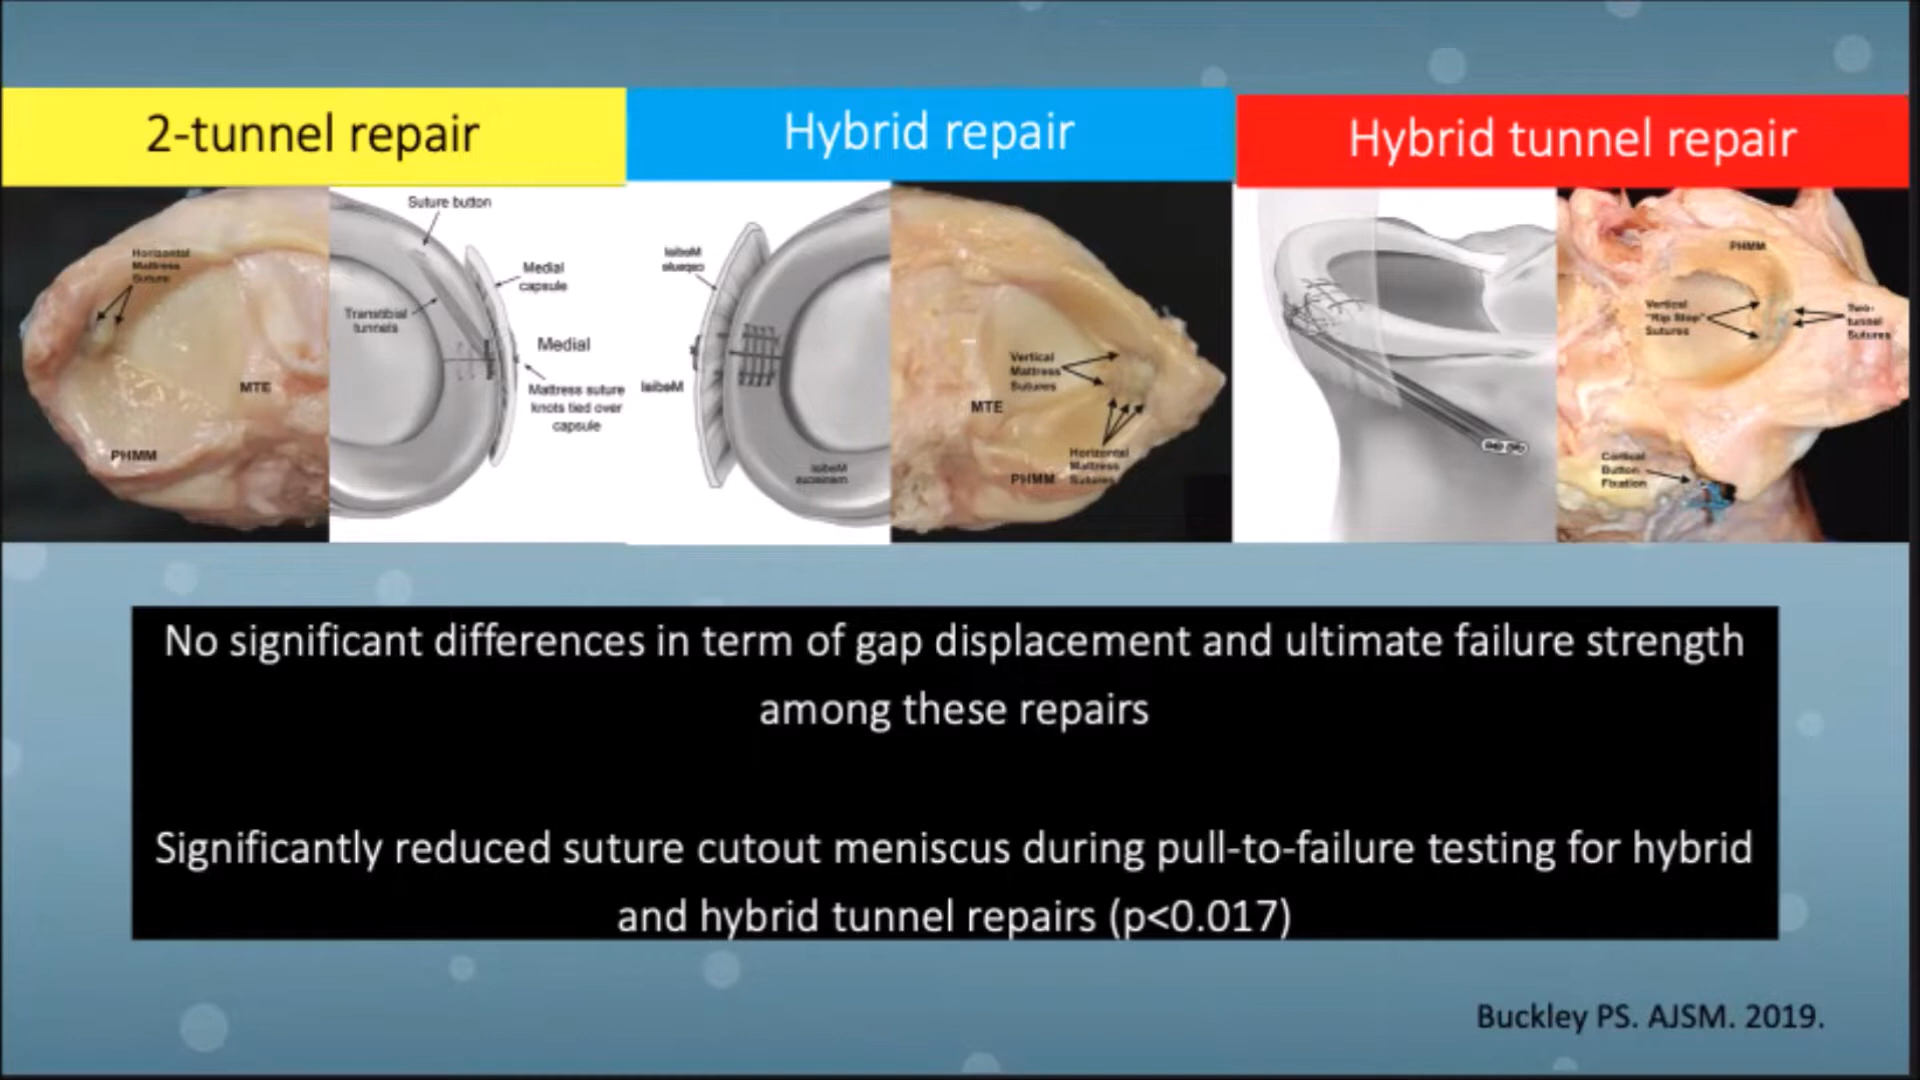 2-tunnel repair
Hybrid repair
Hybrid tunnel repair
Horizontal
Mattress
Suture
MTE
PHMM
Suture button
Medial
capsule
Transtibial
tunnels
Medial
Mattress suture
knots tied over
capsule
Medial
capsule
Medial
Medial
meniscus
Vertical
Mattress
Sutures
MTE
Horizontal
Mattress
Sutures
PHMM
PHMM
Vertical
"Rip Stop"
Sutures
Two-
tunnel
Sutures
Cortical
Button
Fixation
No significant differences in term of gap displacement and ultimate failure strength
among these repairs
Significantly reduced suture cutout meniscus during pull-to-failure testing for hybrid
and hybrid tunnel repairs (p<0.017)
Buckley PS. AJSM. 2019.